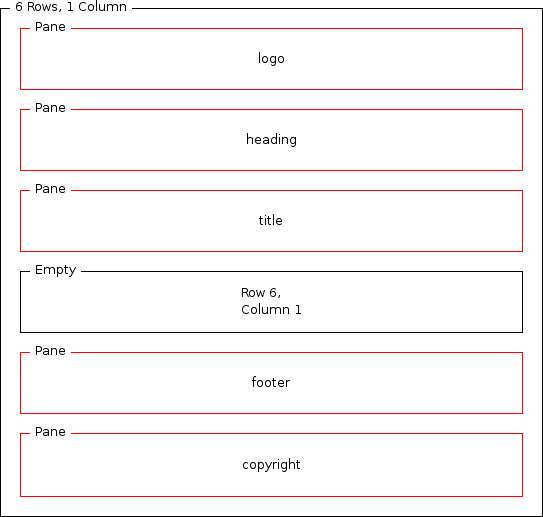 6 Rows, 1 Column
Pane
logo
Pane
heading
Pane
title
Empty
Row 6,
Column 1
Pane
footer
Pane
copyright